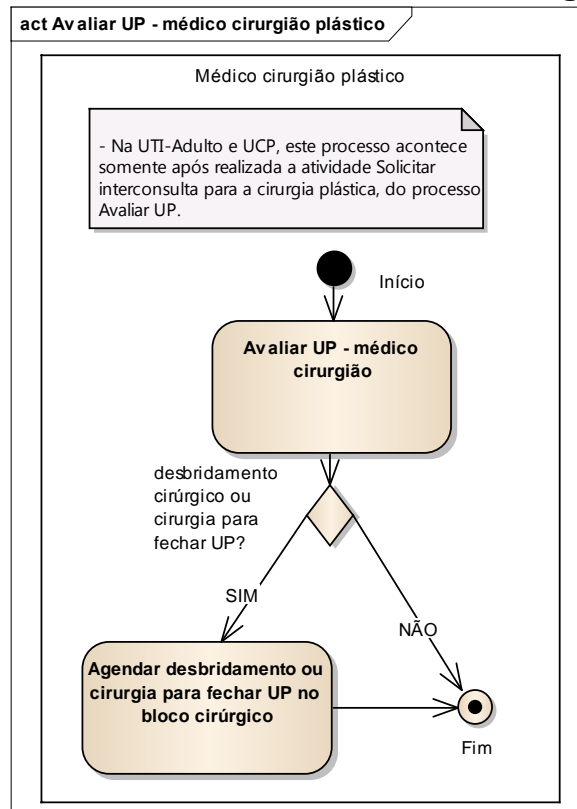 act Avaliar UP - médico cirurgião plástico
Médico cirurgião plástico
- Na UTI-Adulto e UCP, este processo acontece
somente após realizada a atividade Solicitar
interconsulta para a cirurgia plástica, do processo
Avaliar UP.
Início
Avaliar UP - médico
cirurgião
desbridamento
cirúrgico ou
cirurgia para
fechar UP?
SIM
NÃO
Agendar desbridamento ou
cirurgia para fechar UP no
bloco cirúrgico
Fim